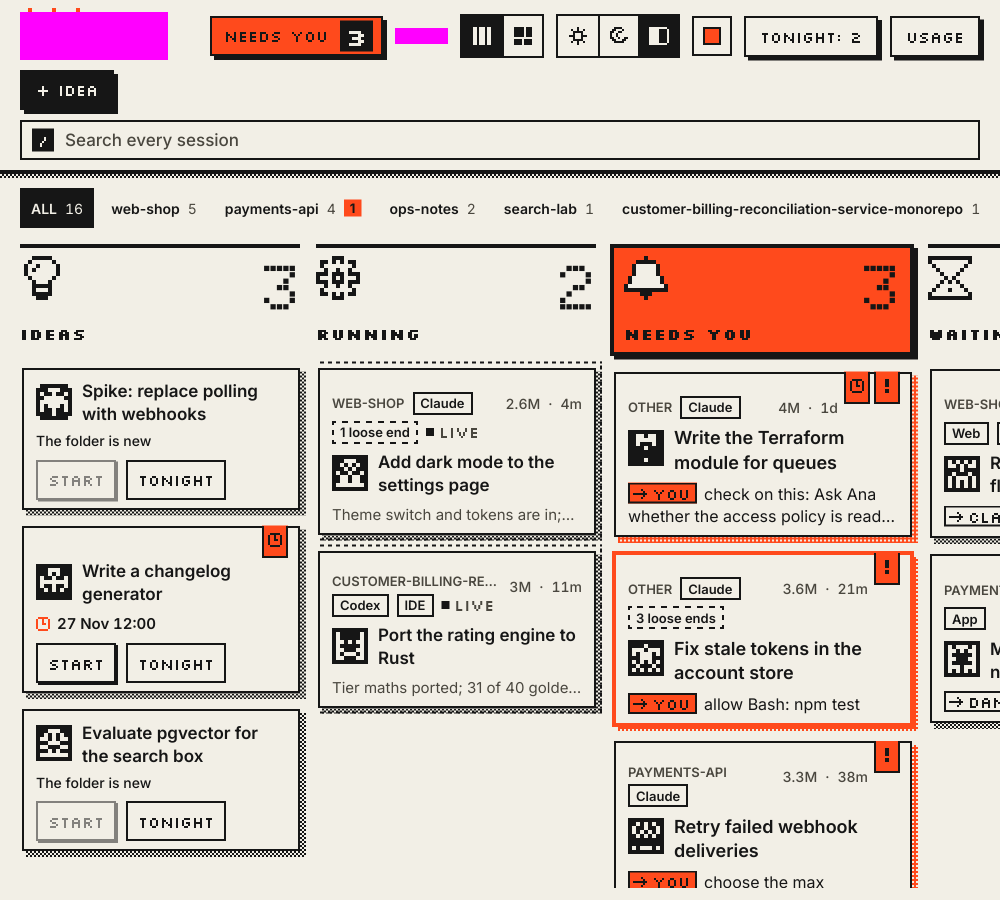 NEEDS YOU 3
TONIGHT: 2
USAGE
+ IDEA
/ Search every session
ALL 16
web-shop 5
payments-api 4 1
ops-notes 2
search-lab 1
customer-billing-reconciliation-service-monorepo 1
3
IDEAS
Spike: replace polling
with webhooks
The folder is new
START TONIGHT
Write a changelog
generator
27 Nov 12:00
START TONIGHT
Evaluate pgvector for
the search box
The folder is new
START TONIGHT
2
RUNNING
WEB-SHOP Claude 2.6M · 4m
1 loose end LIVE
Add dark mode to the
settings page
Theme switch and tokens are in;...
CUSTOMER-BILLING-RE... 3M · 11m
Codex IDE LIVE
Port the rating engine to
Rust
Tier maths ported; 31 of 40 golde...
3
NEEDS YOU
!
OTHER Claude 4M · 1d
Write the Terraform
module for queues
→ YOU check on this: Ask Ana
whether the access policy is read...
!
OTHER Claude 3.6M · 21m
3 loose ends
Fix stale tokens in the
account store
→ YOU allow Bash: npm test
!
PAYMENTS-API 3.3M · 38m
Claude
Retry failed webhook
deliveries
→ YOU choose the max
WAITIN
WEB-SHO
Web
R
fl
→ CLA
PAYMENT
App
M
n
→ DAN